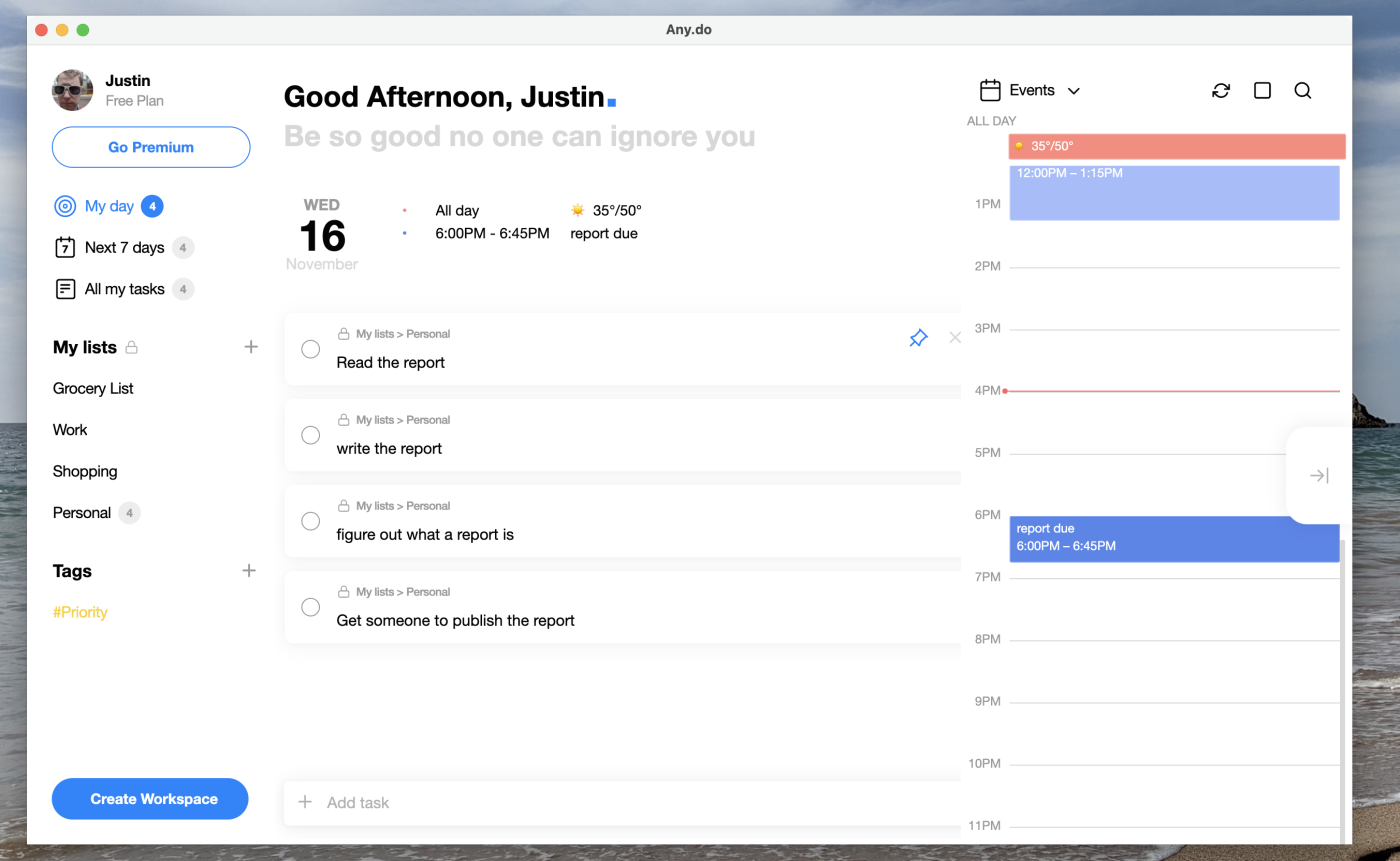 Any.do
Justin
Free Plan
Go Premium
My day 4
7 Next 7 days 4
All my tasks 4
My lists
Grocery List
Work
Shopping
Personal 4
Tags
#Priority
Create Workspace
Good Afternoon, Justin.
Be so good no one can ignore you
WED
16
November
All day 35°/50°
6:00PM - 6:45PM report due
My lists > Personal
Read the report
My lists > Personal
write the report
My lists > Personal
figure out what a report is
My lists > Personal
Get someone to publish the report
Add task
Events
ALL DAY
35°/50°
12:00PM – 1:15PM
1PM
2PM
3PM
4PM
5PM
6PM
report due
6:00PM – 6:45PM
7PM
8PM
9PM
10PM
11PM